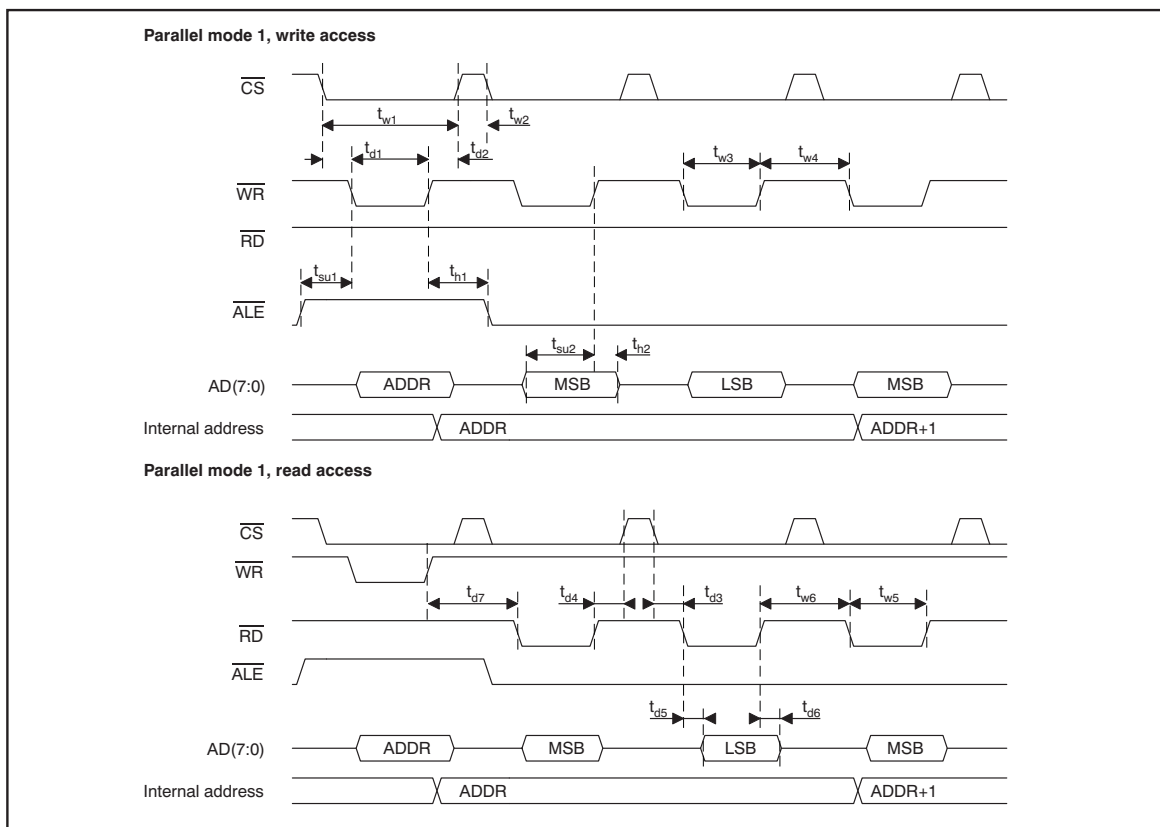 Parallel mode 1, write access
CS
tw1 tw2
td1 td2
tw3 tw4
WR
RD
tsu1 th1
ALE
tsu2 th2
AD(7:0) ADDR MSB LSB MSB
Internal address ADDR ADDR+1
Parallel mode 1, read access
CS
WR
td7 td4 td3 tw6 tw5
RD
ALE
td5 td6
AD(7:0) ADDR MSB LSB MSB
Internal address ADDR ADDR+1